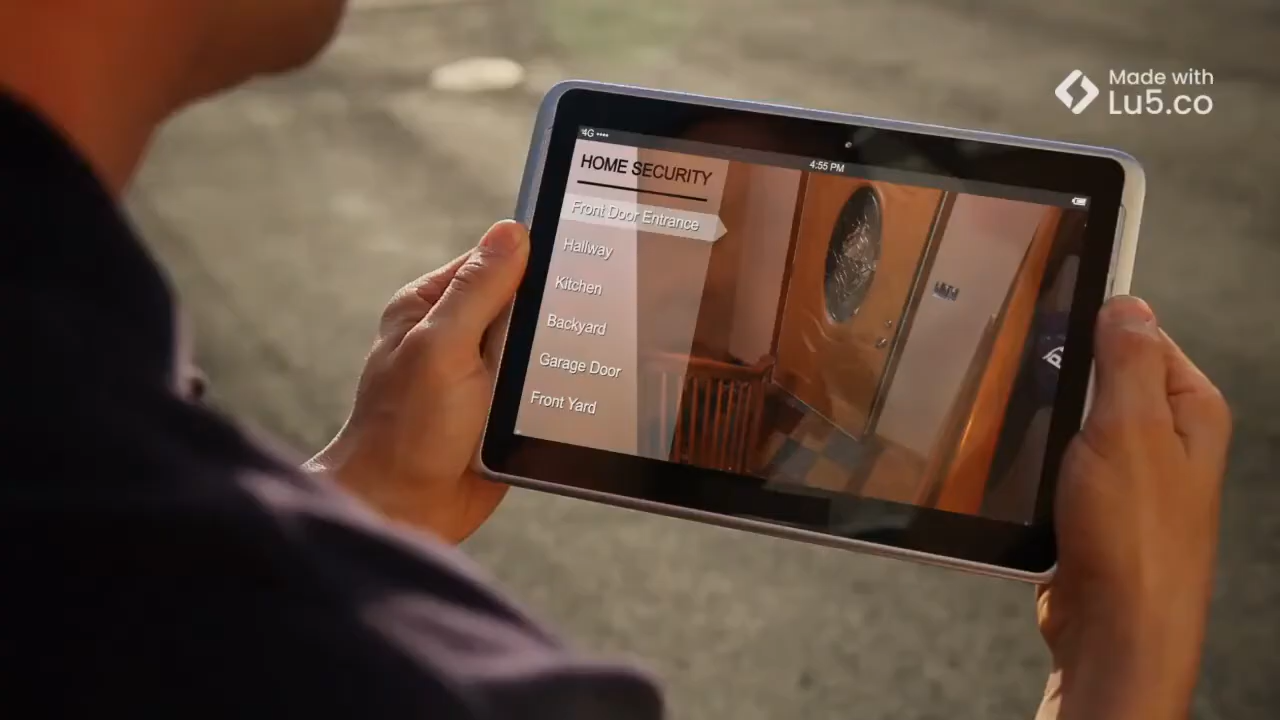 Made with
Lu5.co
4G
4:55 PM
HOME SECURITY
Front Door Entrance
Hallway
Kitchen
Backyard
Garage Door
Front Yard